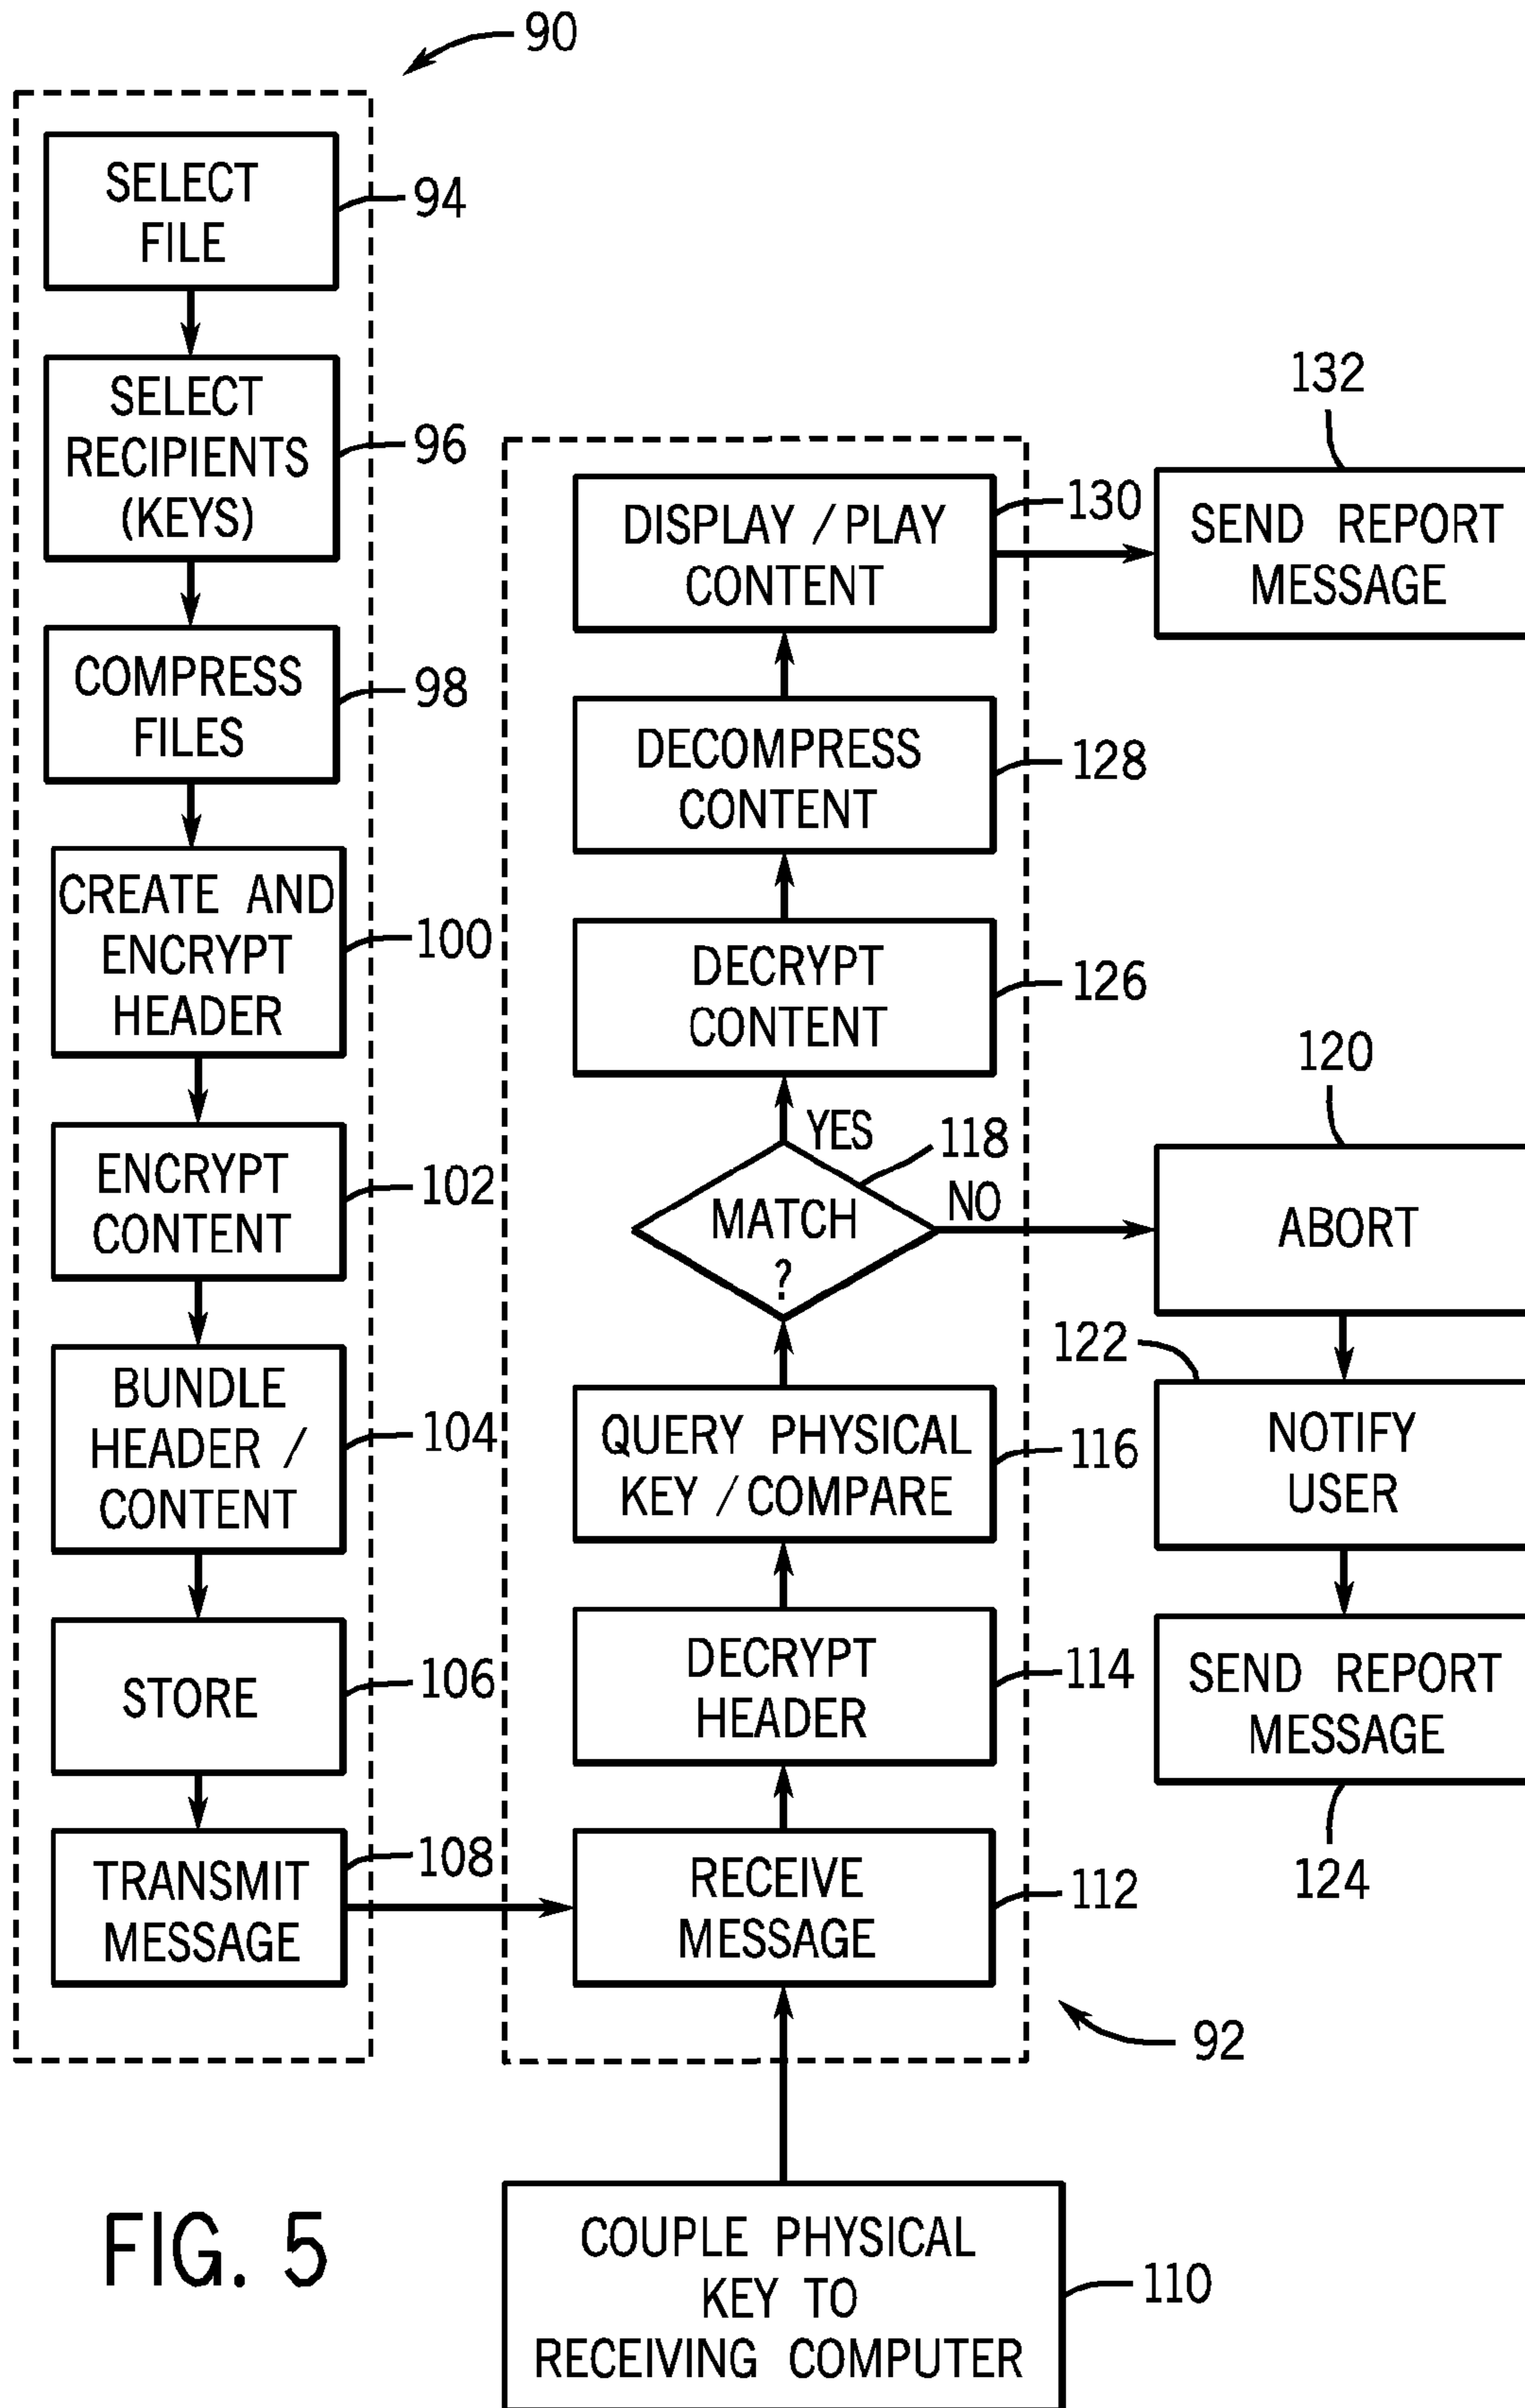 90
SELECT
FILE
94
SELECT
RECIPIENTS
(KEYS)
96
COMPRESS
FILES
98
CREATE AND
ENCRYPT
HEADER
100
ENCRYPT
CONTENT
102
BUNDLE
HEADER /
CONTENT
104
STORE
106
TRANSMIT
MESSAGE
108
DISPLAY / PLAY
CONTENT
130
DECOMPRESS
CONTENT
128
DECRYPT
CONTENT
126
YES
118
MATCH
?
NO
QUERY PHYSICAL
KEY / COMPARE
116
DECRYPT
HEADER
114
RECEIVE
MESSAGE
112
92
COUPLE PHYSICAL
KEY TO
RECEIVING COMPUTER
110
132
SEND REPORT
MESSAGE
120
ABORT
122
NOTIFY
USER
SEND REPORT
MESSAGE
124
FIG. 5